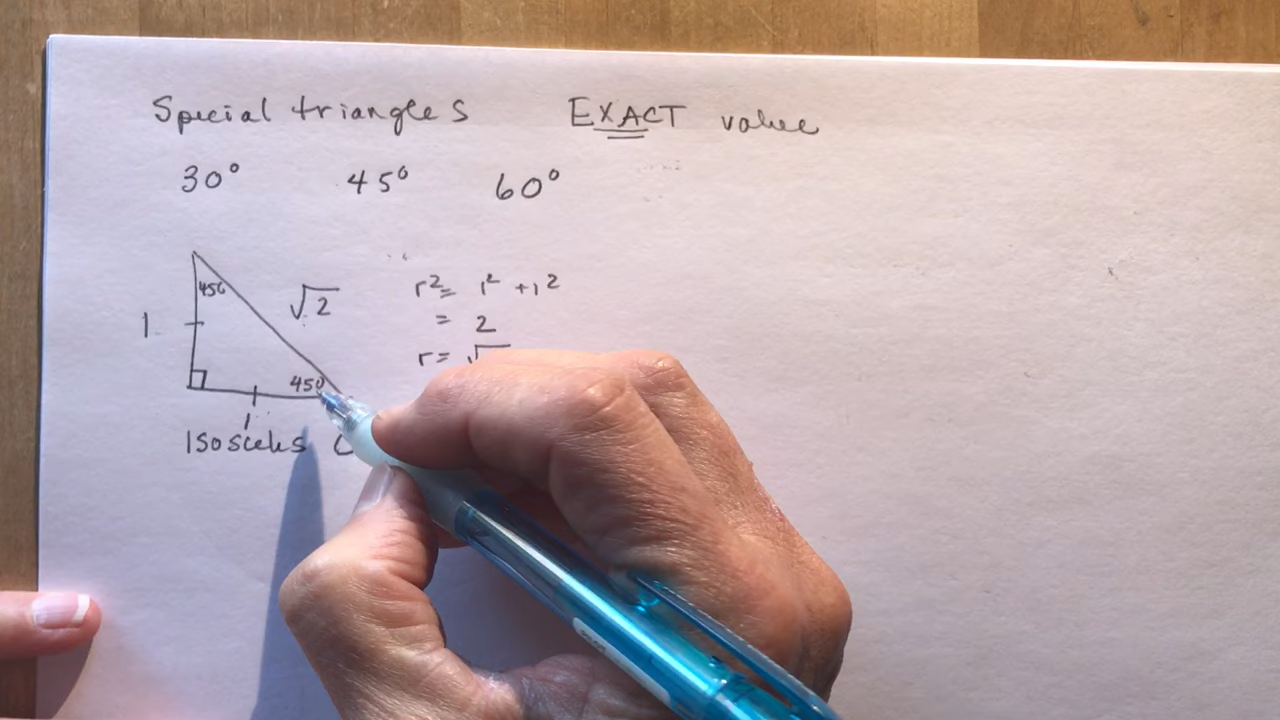 Special triangles EXACT value
30° 45° 60°
45°
√2
1
45°
1
r² = 1² + 1²
= 2
r = √
Isosceles